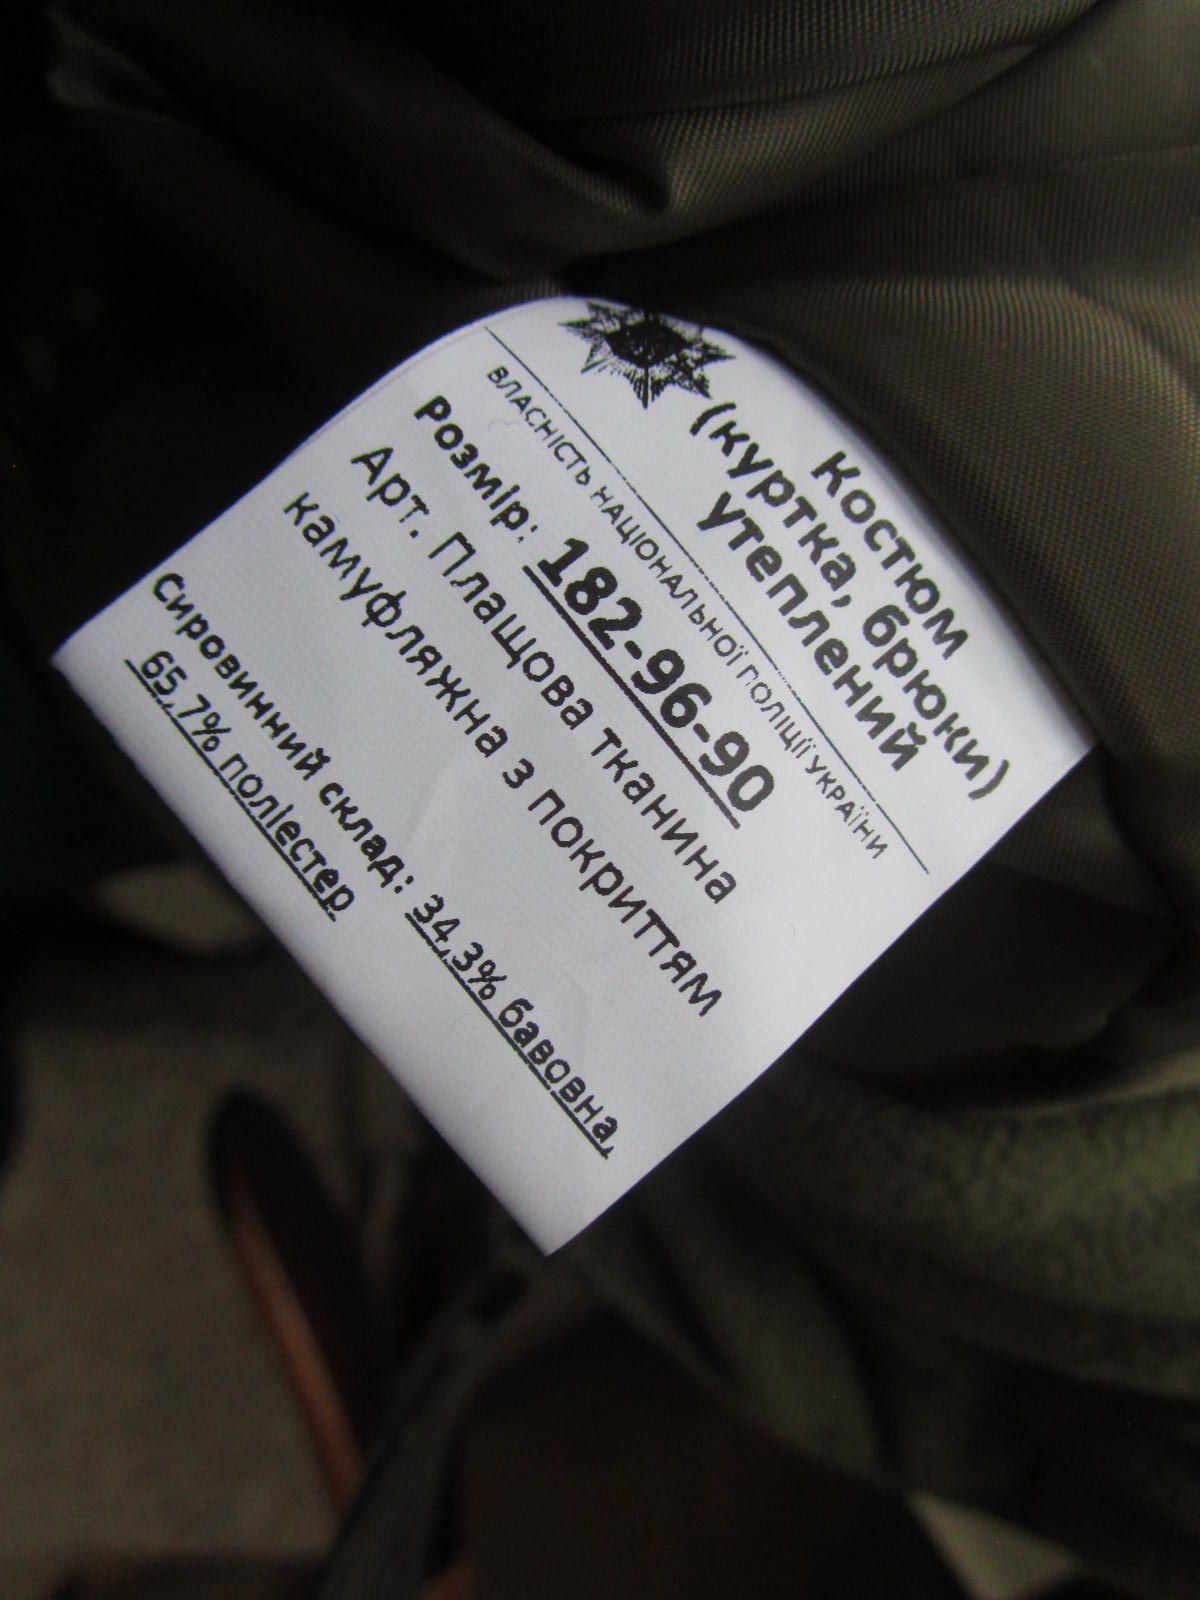 Костюм
(куртка, брюки)
утеплений
ВЛАСНІСТЬ НАЦІОНАЛЬНОЇ ПОЛІЦІЇ УКРАЇНИ
Розмір: 182-96-90
Арт. Плащова тканина
камуфляжна з покриттям
Сировинний склад: 34,3% бавовна,
65,7% поліестер